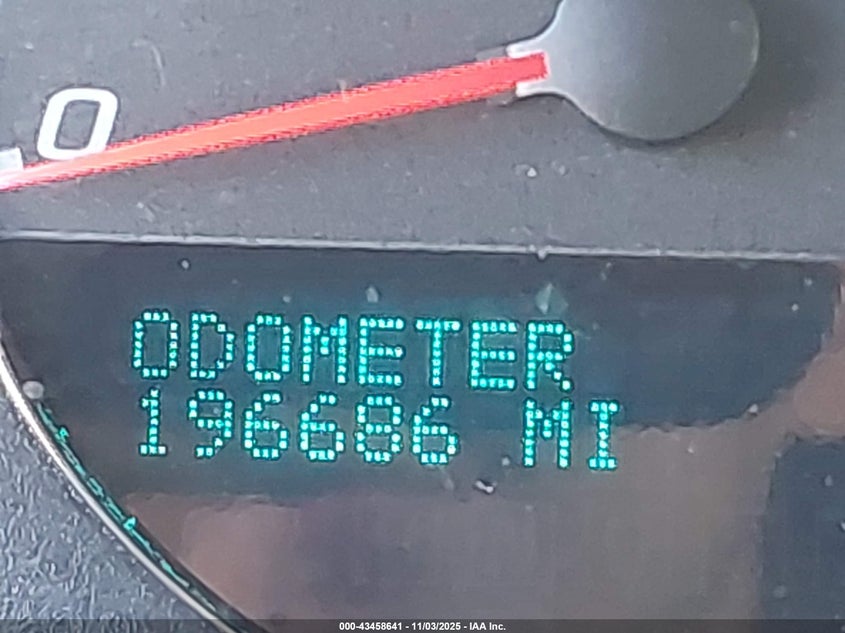 0
ODOMETER
196686 MI
000-43458641 - 11/03/2025 - IAA Inc.